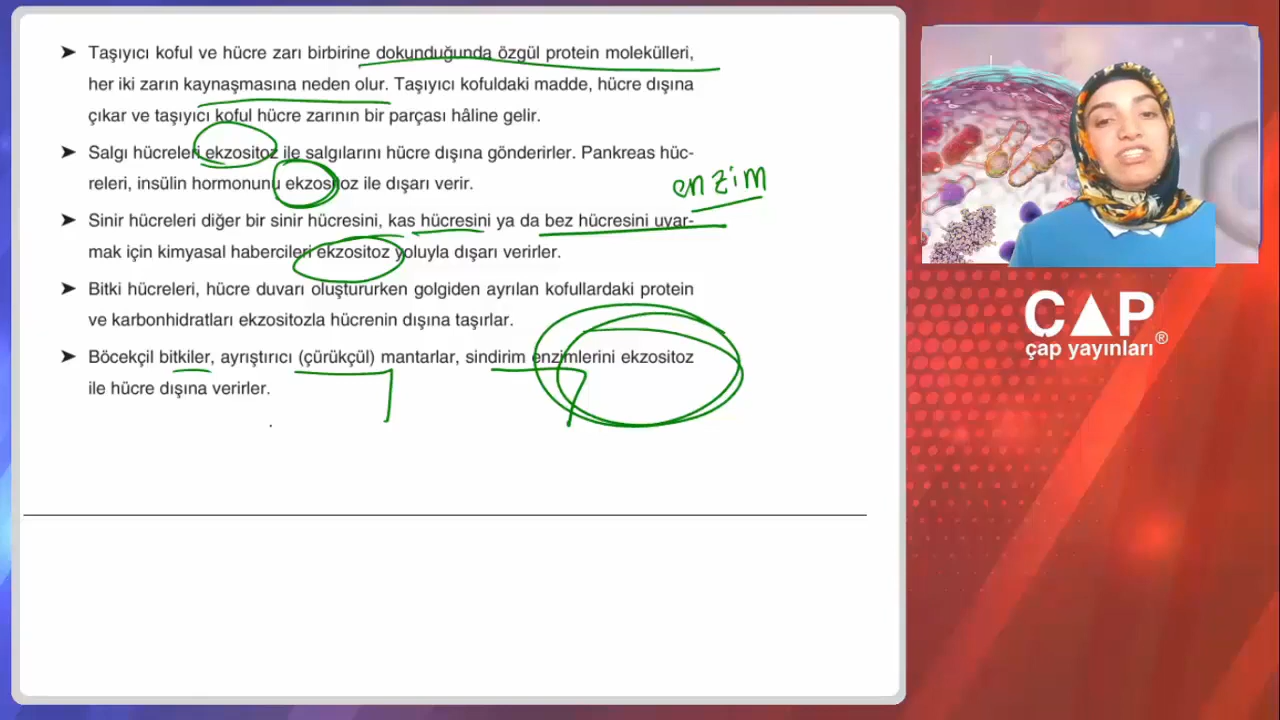 ➤ Taşıyıcı koful ve hücre zarı birbirine dokunduğunda özgül protein molekülleri,
her iki zarın kaynaşmasına neden olur. Taşıyıcı kofuldaki madde, hücre dışına
çıkar ve taşıyıcı koful hücre zarının bir parçası hâline gelir.
➤ Salgı hücreleri ekzositoz ile salgılarını hücre dışına gönderirler. Pankreas hüc-
releri, insülin hormonunu ekzositoz ile dışarı verir.
enzim
➤ Sinir hücreleri diğer bir sinir hücresini, kas hücresini ya da bez hücresini uyar-
mak için kimyasal habercileri ekzositoz yoluyla dışarı verirler.
➤ Bitki hücreleri, hücre duvarı oluştururken golgiden ayrılan kofullardaki protein
ve karbonhidratları ekzositozla hücrenin dışına taşırlar.
➤ Böcekçil bitkiler, ayrıştırıcı (çürükçül) mantarlar, sindirim enzimlerini ekzositoz
ile hücre dışına verirler.
ÇAP®
çap yayınları